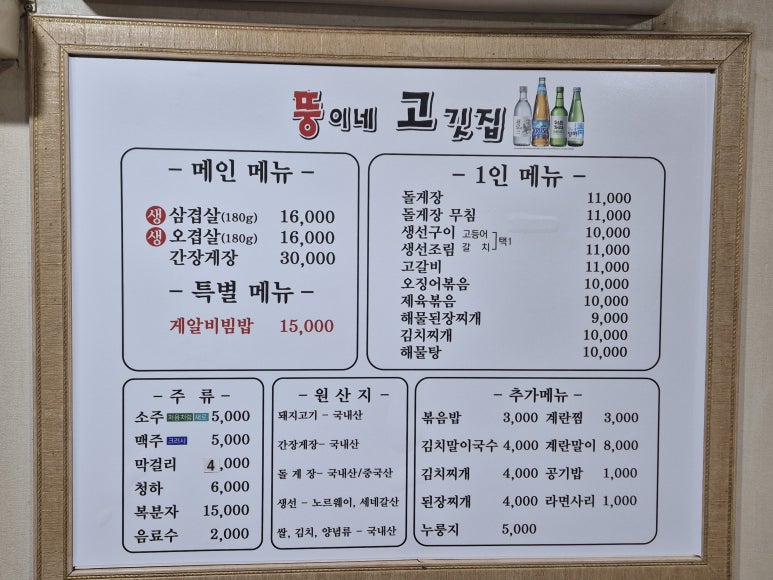 뚱이네 고깃집
- 메인 메뉴 -
생 삼겹살(180g) 16,000
생 오겹살(180g) 16,000
간장게장 30,000
- 특별 메뉴 -
게알비빔밥 15,000
- 1인 메뉴 -
돌게장 11,000
돌게장 무침 11,000
생선구이 고등어 10,000
생선조림 갈 치 택1 11,000
고갈비 11,000
오징어볶음 10,000
제육볶음 10,000
해물된장찌개 9,000
김치찌개 10,000
해물탕 10,000
- 주 류 -
소주 처음처럼 새로 5,000
맥주 크러시 5,000
막걸리 4,000
청하 6,000
복분자 15,000
음료수 2,000
- 원 산 지 -
돼지고기 - 국내산
간장게장- 국내산
돌 게 장- 국내산/중국산
생선 - 노르웨이, 세네갈산
쌀, 김치, 양념류 - 국내산
- 추가메뉴 -
볶음밥 3,000 계란찜 3,000
김치말이국수 4,000 계란말이 8,000
김치찌개 4,000 공기밥 1,000
된장찌개 4,000 라면사리 1,000
누룽지 5,000